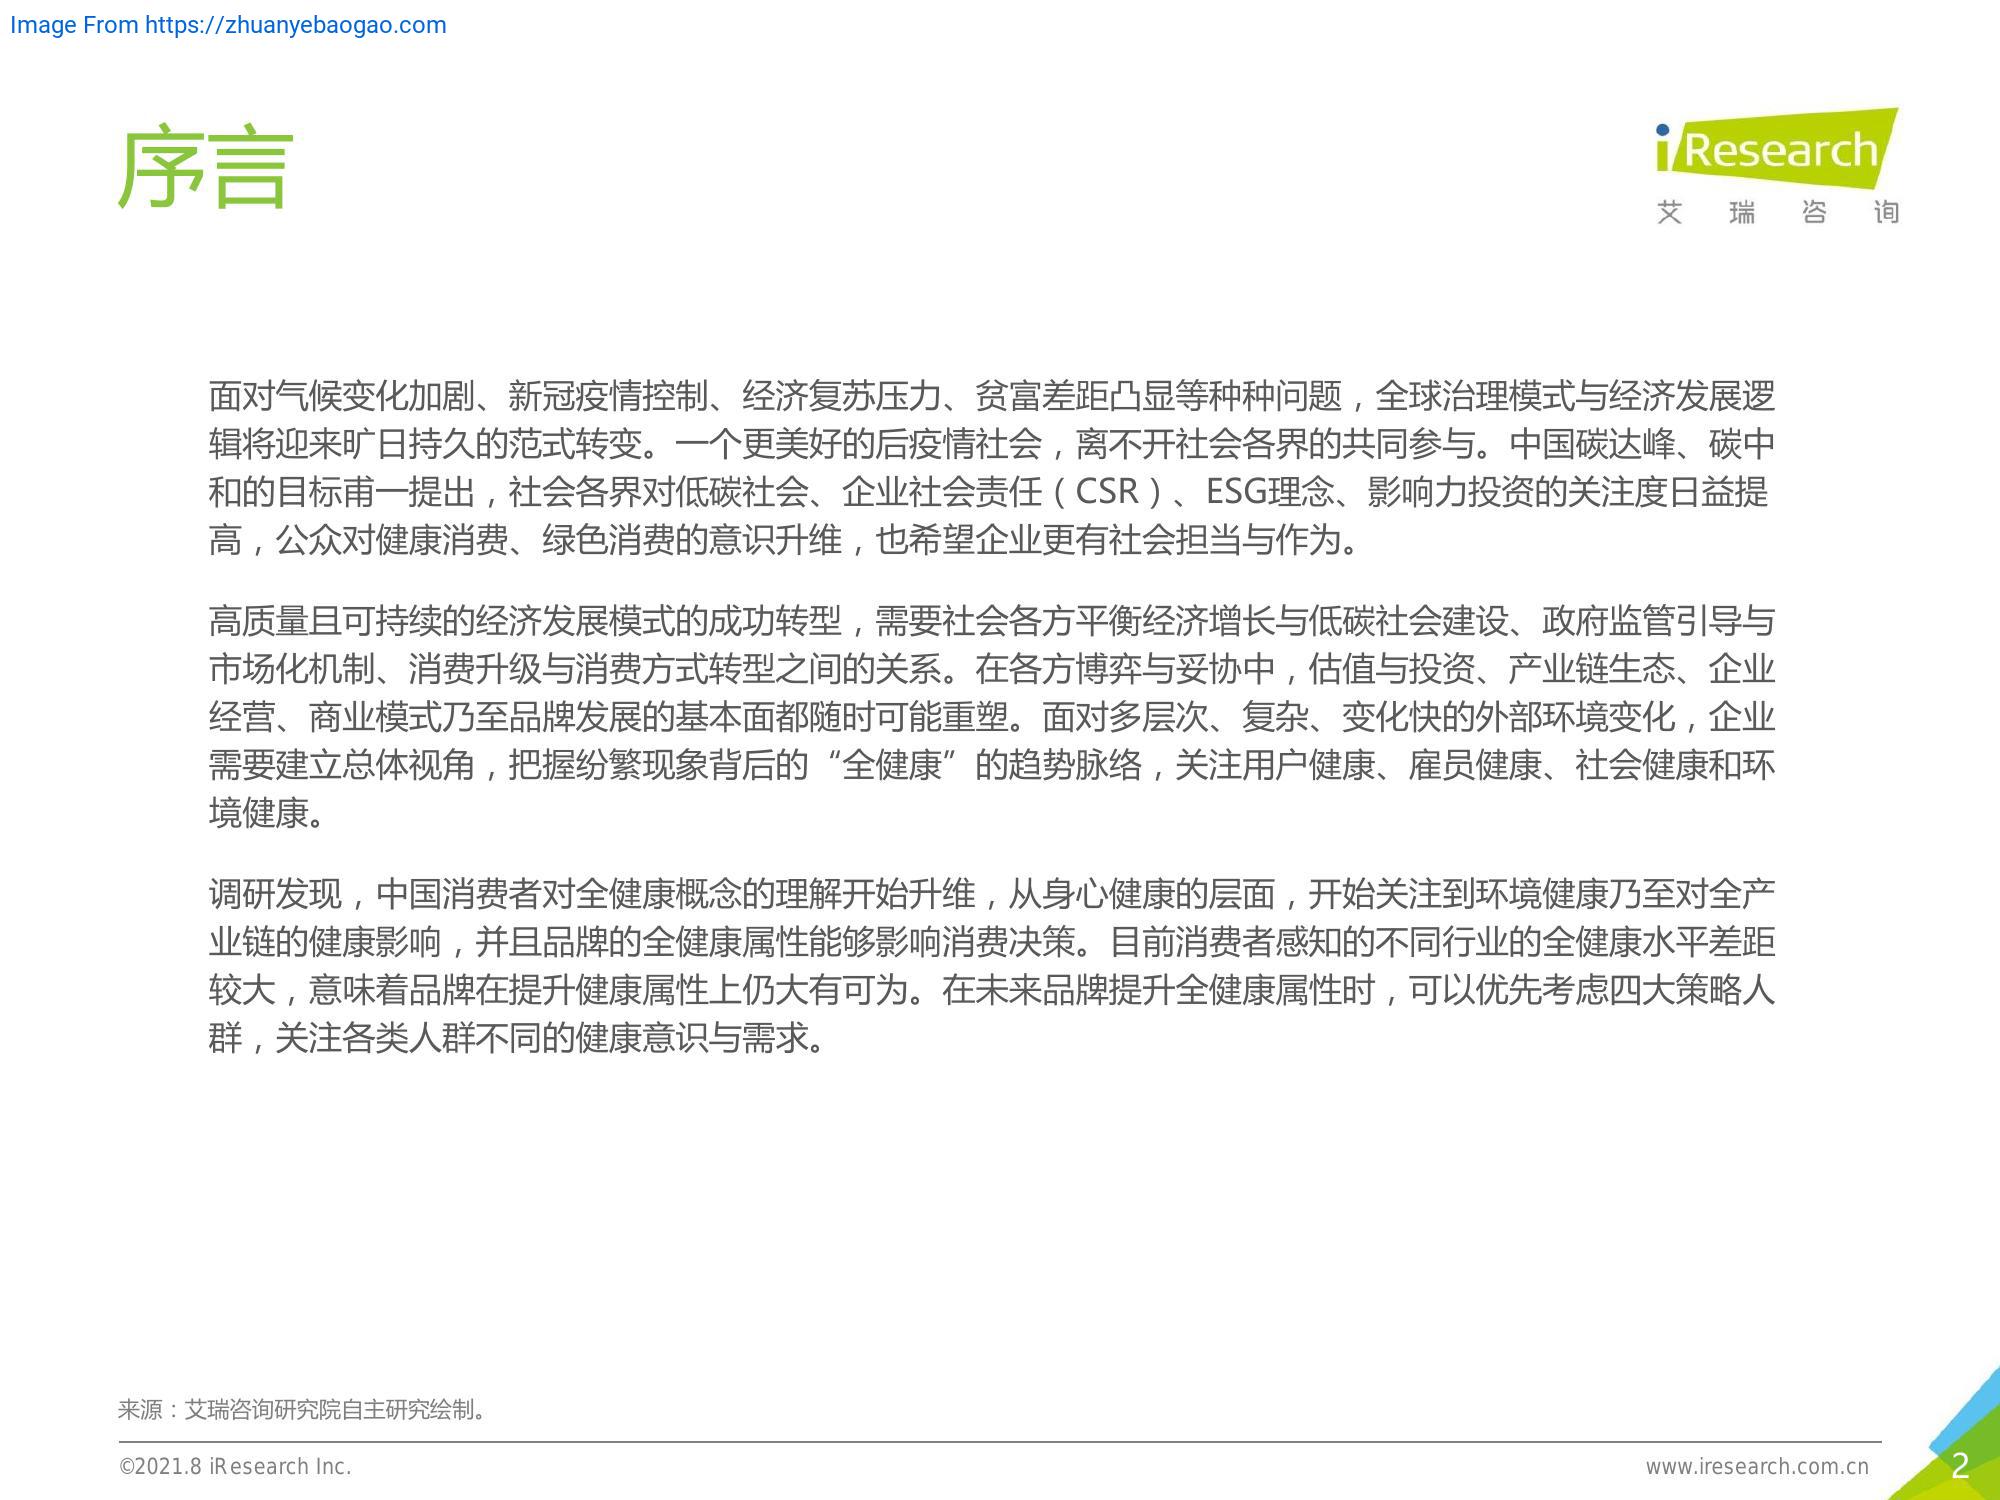 Image From https://zhuanyebaogao.com
序言
iResearch
艾瑞咨询
面对气候变化加剧、新冠疫情控制、经济复苏压力、贫富差距凸显等种种问题，全球治理模式与经济发展逻
辑将迎来旷日持久的范式转变。一个更美好的后疫情社会，离不开社会各界的共同参与。中国碳达峰、碳中
和的目标甫一提出，社会各界对低碳社会、企业社会责任（CSR）、ESG理念、影响力投资的关注度日益提
高，公众对健康消费、绿色消费的意识升维，也希望企业更有社会担当与作为。
高质量且可持续的经济发展模式的成功转型，需要社会各方平衡经济增长与低碳社会建设、政府监管引导与
市场化机制、消费升级与消费方式转型之间的关系。在各方博弈与妥协中，估值与投资、产业链生态、企业
经营、商业模式乃至品牌发展的基本面都随时可能重塑。面对多层次、复杂、变化快的外部环境变化，企业
需要建立总体视角，把握纷繁现象背后的“全健康”的趋势脉络，关注用户健康、雇员健康、社会健康和环
境健康。
调研发现，中国消费者对全健康概念的理解开始升维，从身心健康的层面，开始关注到环境健康乃至对全产
业链的健康影响，并且品牌的全健康属性能够影响消费决策。目前消费者感知的不同行业的全健康水平差距
较大，意味着品牌在提升健康属性上仍大有可为。在未来品牌提升全健康属性时，可以优先考虑四大策略人
群，关注各类人群不同的健康意识与需求。
来源：艾瑞咨询研究院自主研究绘制。
©2021.8 iResearch Inc.
www.iresearch.com.cn
2